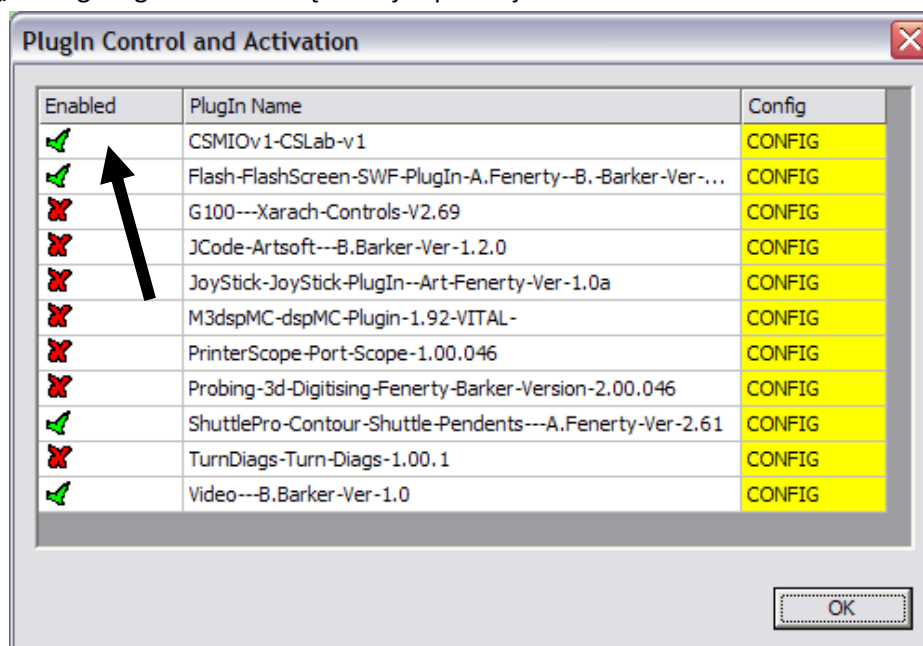 PlugIn Control and Activation
Enabled PlugIn Name Config
CSMIOv1-CSLab-v1 CONFIG
Flash-FlashScreen-SWF-PlugIn-A.Fenerty--B.-Barker-Ver-... CONFIG
G100---Xarach-Controls-V2.69 CONFIG
JCode-Artsoft---B.Barker-Ver-1.2.0 CONFIG
JoyStick-JoyStick-PlugIn--Art-Fenerty-Ver-1.0a CONFIG
M3dspMC-dspMC-Plugin-1.92-VITAL- CONFIG
PrinterScope-Port-Scope-1.00.046 CONFIG
Probing-3d-Digitising-Fenerty-Barker-Version-2.00.046 CONFIG
ShuttlePro-Contour-Shuttle-Pendents---A.Fenerty-Ver-2.61 CONFIG
TurnDiags-Turn-Diags-1.00.1 CONFIG
Video---B.Barker-Ver-1.0 CONFIG
OK